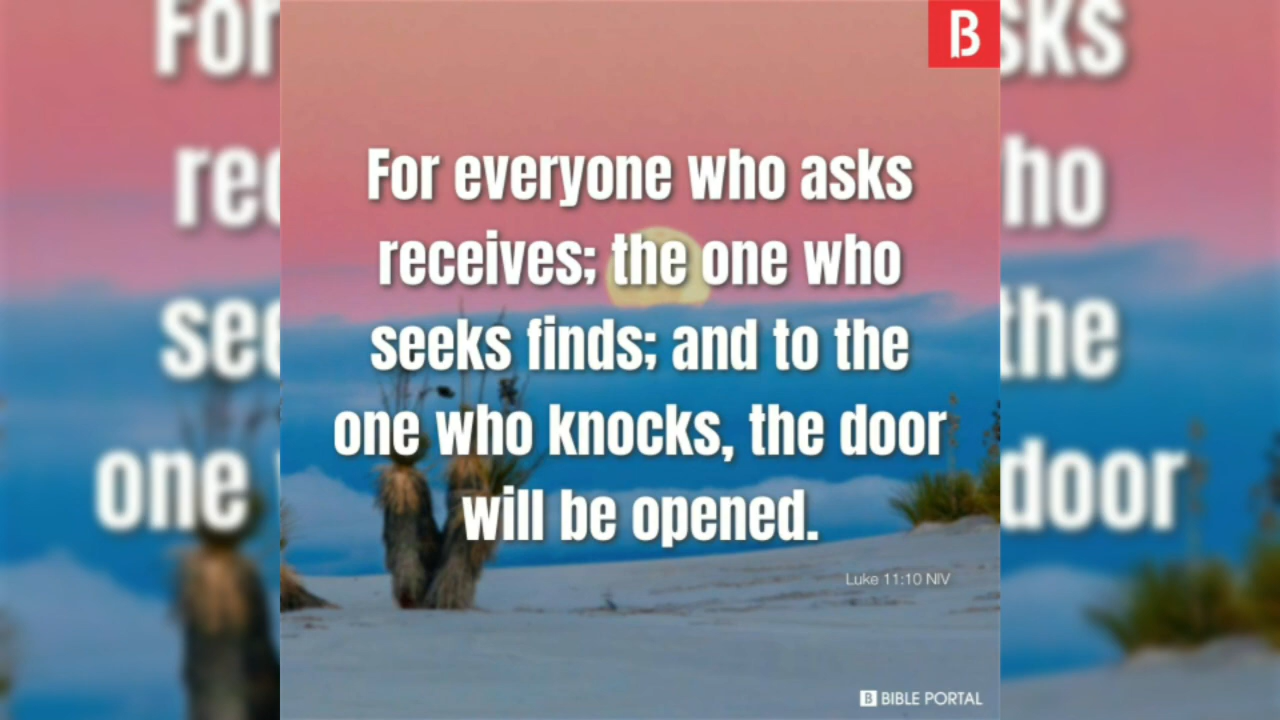 B
For everyone who asks
receives; the one who
seeks finds; and to the
one who knocks, the door
will be opened.
Luke 11:10 NIV
B BIBLE PORTAL